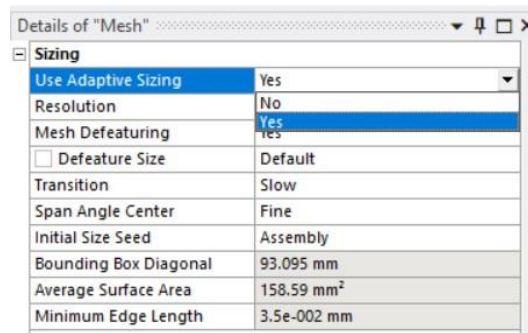 Details of "Mesh"
Sizing
Use Adaptive Sizing Yes
Resolution No
Yes
Mesh Defeaturing Yes
Defeature Size Default
Transition Slow
Span Angle Center Fine
Initial Size Seed Assembly
Bounding Box Diagonal 93.095 mm
Average Surface Area 158.59 mm²
Minimum Edge Length 3.5e-002 mm